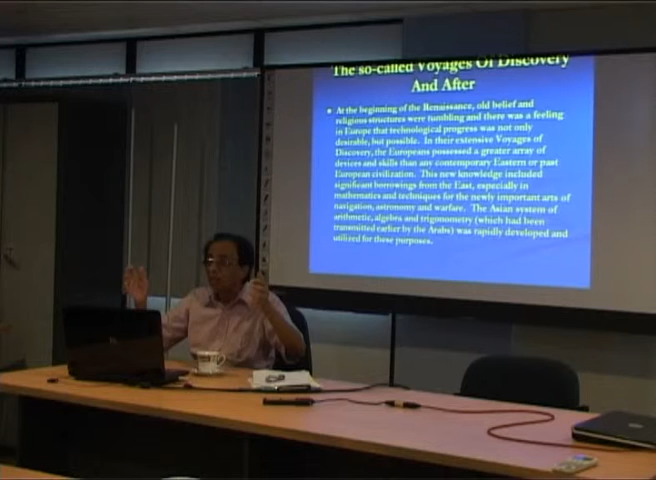 The so-called Voyages Of Discovery
And After
At the beginning of the Renaissance, old belief and
religious structures were tumbling and there was a feeling
in Europe that technological progress was not only
desirable, but possible. In their extensive Voyages of
Discovery, the Europeans possessed a greater array of
devices and skills than any contemporary Eastern or past
European civilization. This new knowledge included
significant borrowings from the East, especially in
mathematics and techniques for the newly important arts of
navigation, astronomy and warfare. The Asian system of
arithmetic, algebra and trigonometry (which had been
transmitted earlier by the Arabs) was rapidly developed and
utilized for these purposes.